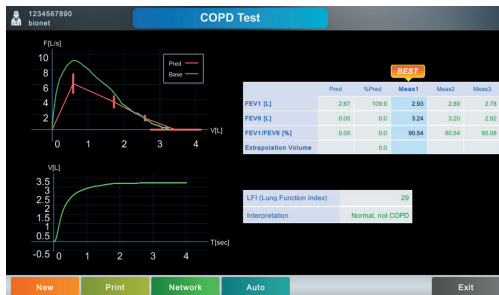 1234567890
bionet
COPD Test
F[L/s]
10
8
6
4
2
Pred
Base
0 1 2 3 4 V[L]
V[L]
3.5
3
2.5
2
1.5
1
0.5
-0.5 0 1 2 3 4 T[sec]
BEST
Pred %Pred Meas1 Meas2 Meas3
FEV1 [L] 2.67 109.9 2.93 2.89 2.78
FEV6 [L] 0.00 0.0 3.24 3.20 2.92
FEV1/FEV6 [%] 0.00 0.0 90.54 90.54 95.08
Extrapolation Volume 0.0
LFI (Lung Function Index) 29
Interpretation Normal, not COPD
New Print Network Auto Exit